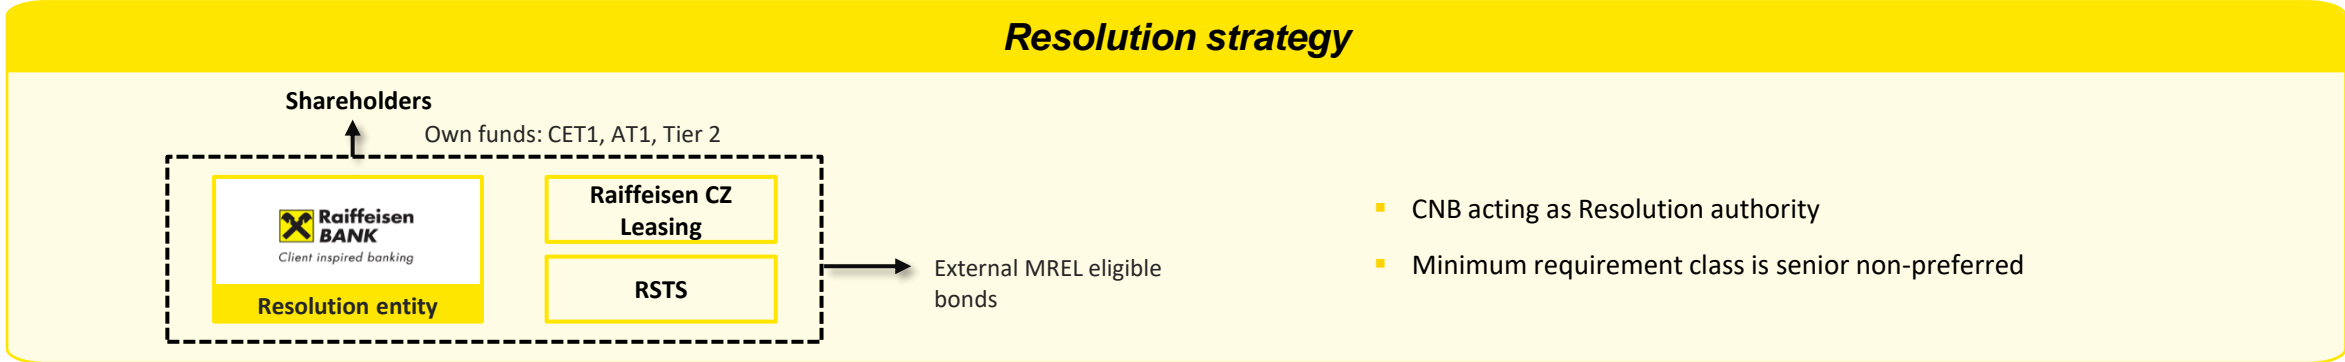 Resolution strategy
Shareholders
Own funds: CET1, AT1, Tier 2
Raiffeisen
BANK
Client inspired banking
Resolution entity
Raiffeisen CZ
Leasing
RSTS
External MREL eligible
bonds
CNB acting as Resolution authority
Minimum requirement class is senior non-preferred